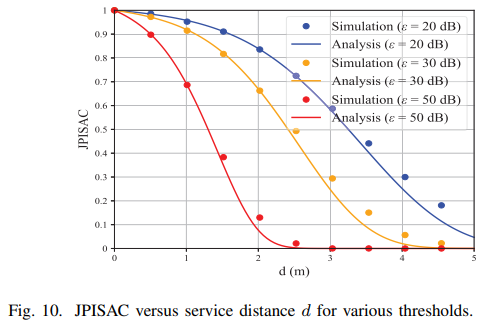 1
0.9
0.8
0.7
0.6
0.5
0.4
0.3
0.2
0.1
0
JPISAC
Simulation (ε = 20 dB)
Analysis (ε = 20 dB)
Simulation (ε = 30 dB)
Analysis (ε = 30 dB)
Simulation (ε = 50 dB)
Analysis (ε = 50 dB)
0 1 2 3 4 5
d (m)
Fig. 10. JPISAC versus service distance d for various thresholds.